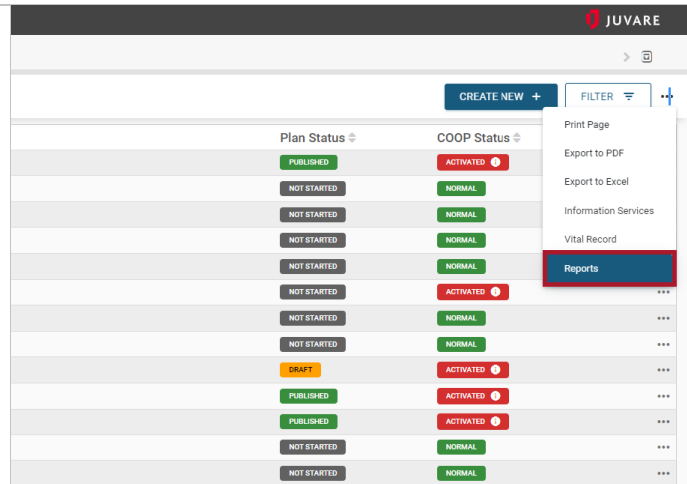 JUVARE
CREATE NEW +
FILTER
Print Page
Export to PDF
Export to Excel
Information Services
Vital Record
Reports
Plan Status COOP Status
PUBLISHED ACTIVATED
NOT STARTED NORMAL
NOT STARTED NORMAL
NOT STARTED NORMAL
NOT STARTED NORMAL
NOT STARTED ACTIVATED
NOT STARTED NORMAL
NOT STARTED NORMAL
DRAFT ACTIVATED
PUBLISHED ACTIVATED
PUBLISHED ACTIVATED
NOT STARTED NORMAL
NOT STARTED NORMAL